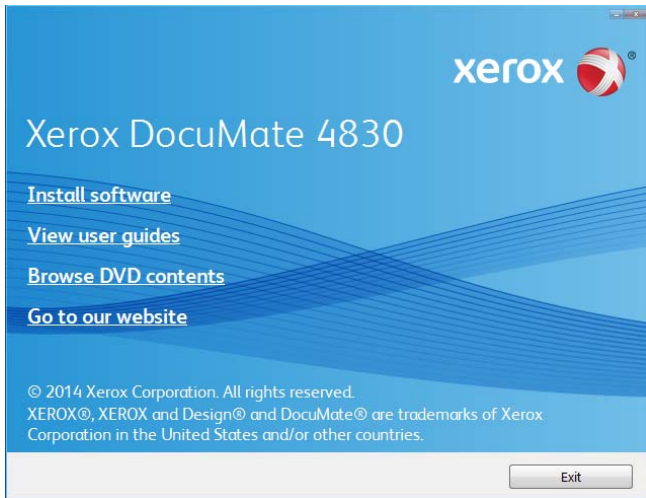 xerox ®
Xerox DocuMate 4830
Install software
View user guides
Browse DVD contents
Go to our website
© 2014 Xerox Corporation. All rights reserved.
XEROX®, XEROX and Design® and DocuMate® are trademarks of Xerox
Corporation in the United States and/or other countries.
Exit